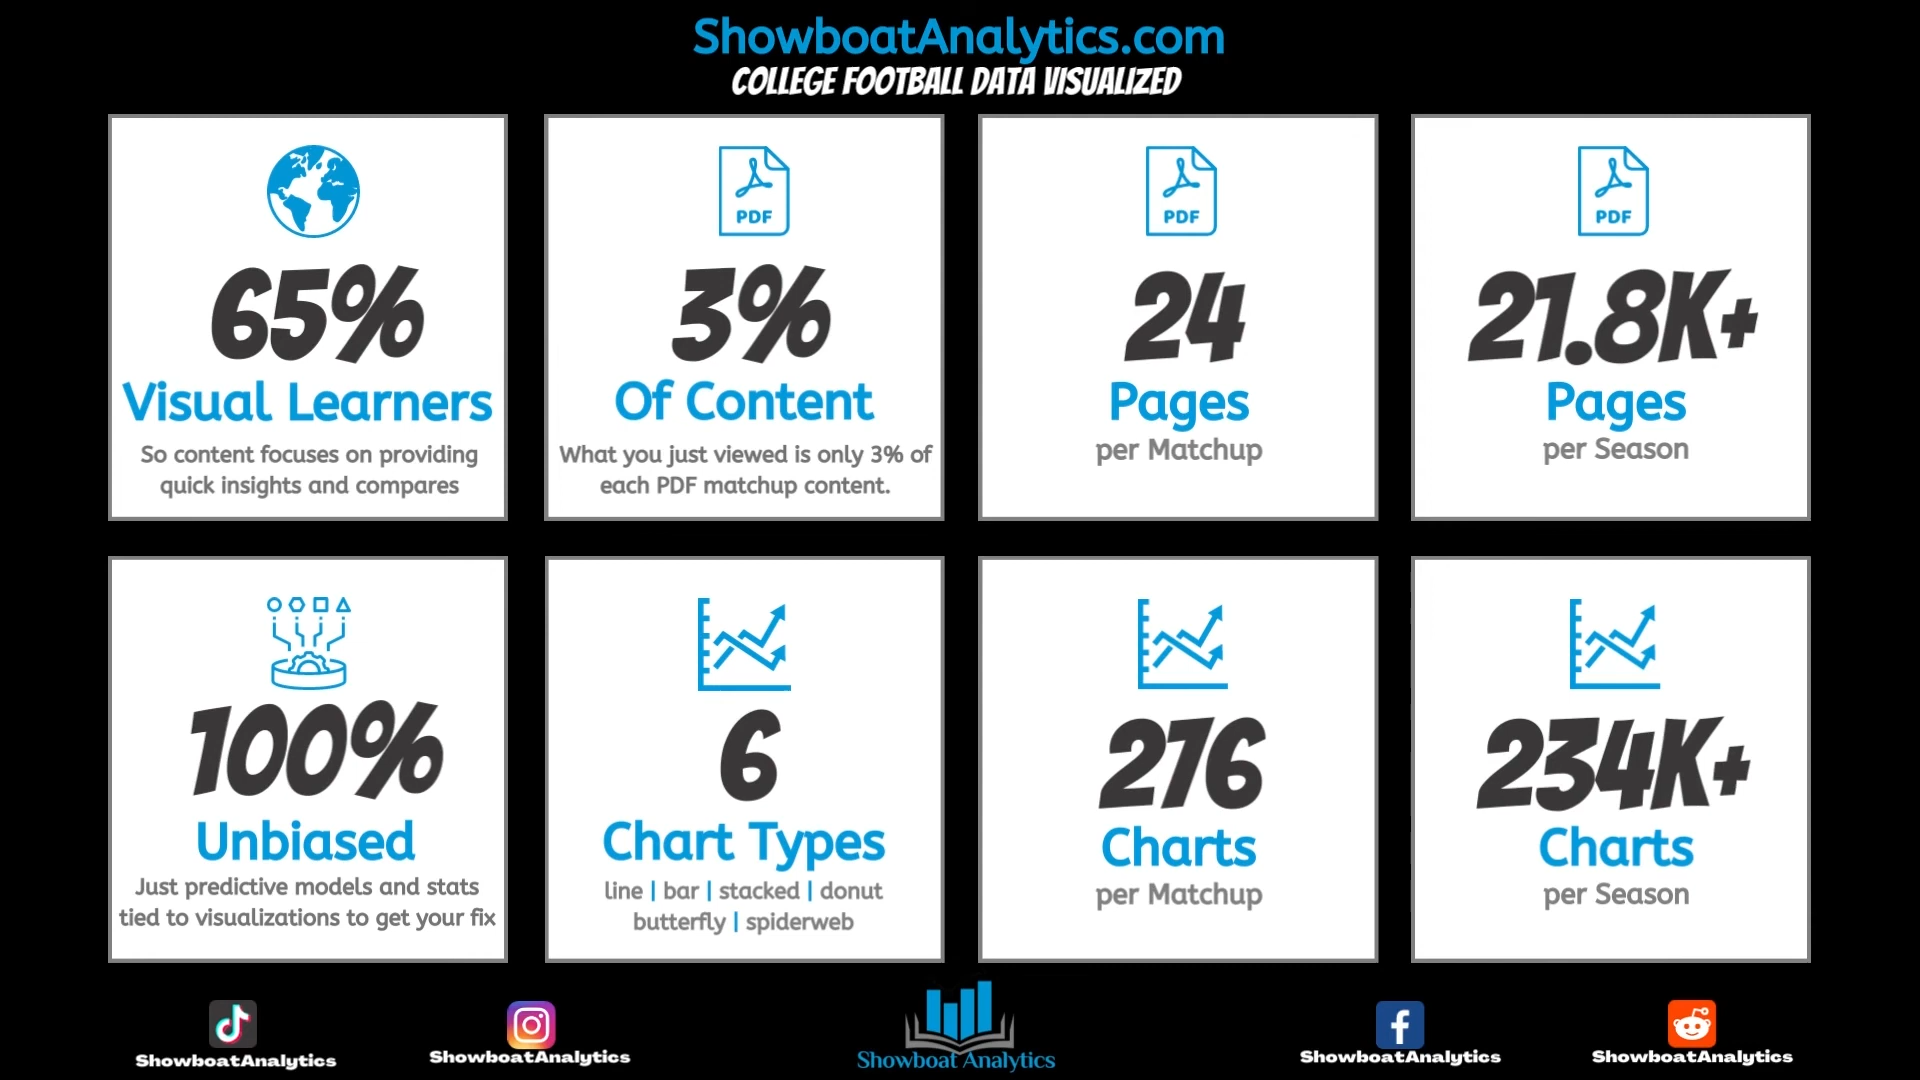 ShowboatAnalytics.com
COLLEGE FOOTBALL DATA VISUALIZED
65%
Visual Learners
So content focuses on providing
quick insights and compares
PDF
3%
Of Content
What you just viewed is only 3% of
each PDF matchup content.
PDF
24
Pages
per Matchup
PDF
21.8K+
Pages
per Season
100%
Unbiased
Just predictive models and stats
tied to visualizations to get your fix
6
Chart Types
line | bar | stacked | donut
butterfly | spiderweb
276
Charts
per Matchup
234K+
Charts
per Season
ShowboatAnalytics
ShowboatAnalytics
Showboat Analytics
ShowboatAnalytics
ShowboatAnalytics